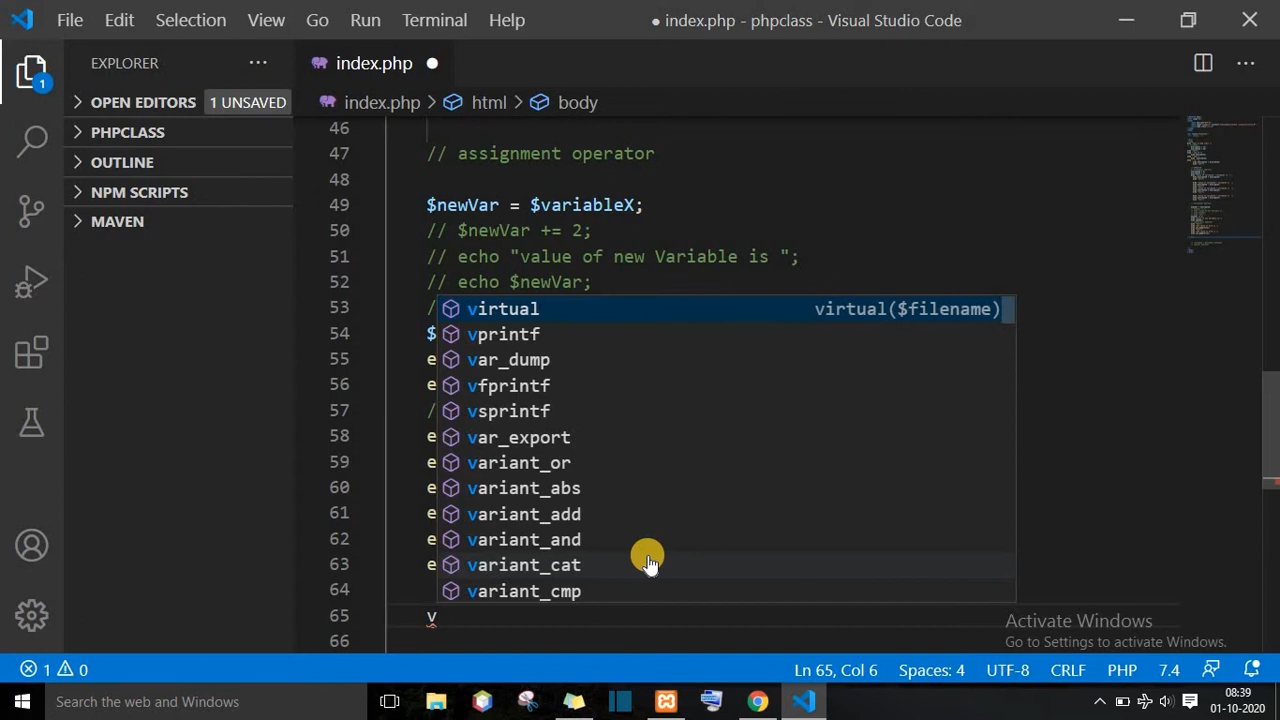 File Edit Selection View Go Run Terminal Help ● index.php - phpclass - Visual Studio Code
EXPLORER ··· index.php ●
1
OPEN EDITORS 1 UNSAVED
index.php > html > body
PHPCLASS
OUTLINE
NPM SCRIPTS
MAVEN
46
47 // assignment operator
48
49 $newVar = $variableX;
50 // $newVar += 2;
51 // echo "value of new Variable is ";
52 // echo $newVar;
53 /
54 $
55 e
56 e
57 /
58 e
59 e
60 e
61 e
62 e
63 e
64
65 v
66
virtual virtual($filename)
vprintf
var_dump
vfprintf
vsprintf
var_export
variant_or
variant_abs
variant_add
variant_and
variant_cat
variant_cmp
Activate Windows
Go to Settings to activate Windows.
1 0 Ln 65, Col 6 Spaces: 4 UTF-8 CRLF PHP 7.4
Search the web and Windows
08:39
01-10-2020